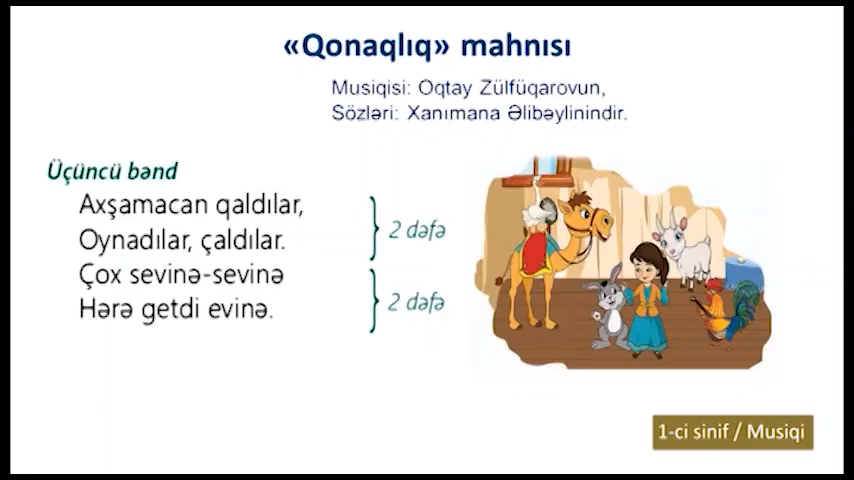 «Qonaqlıq» mahnısı
Musiqisi: Oqtay Zülfüqarovun,
Sözləri: Xanımana Əlibəylinindir.
Üçüncü bənd
Axşamacan qaldılar,
Oynadılar, çaldılar.
2 dəfə
Çox sevinə-sevinə
Hərə getdi evinə.
2 dəfə
1-ci sinif / Musiqi